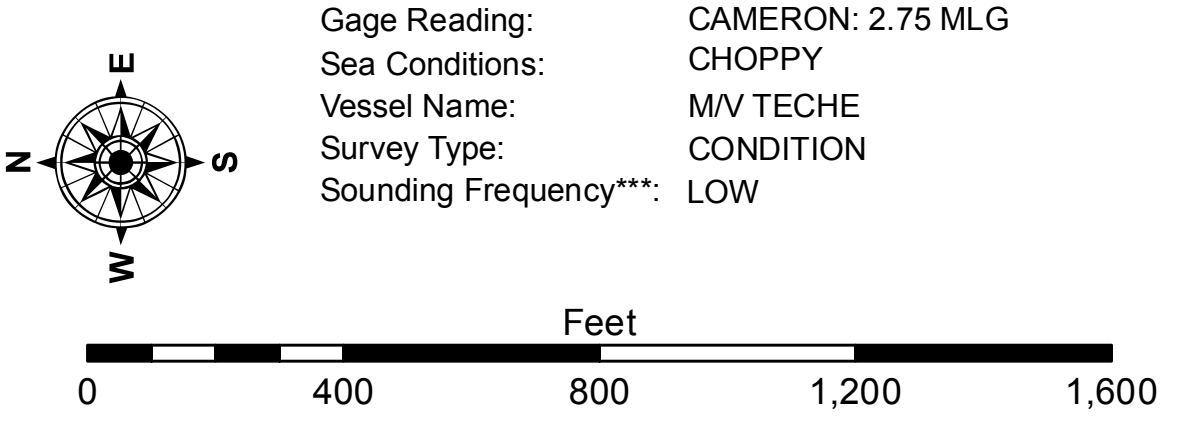 Gage Reading: CAMERON: 2.75 MLG
Sea Conditions: CHOPPY
Vessel Name: M/V TECHE
Survey Type: CONDITION
Sounding Frequency***: LOW
E
N S
W
Feet
0 400 800 1,200 1,600